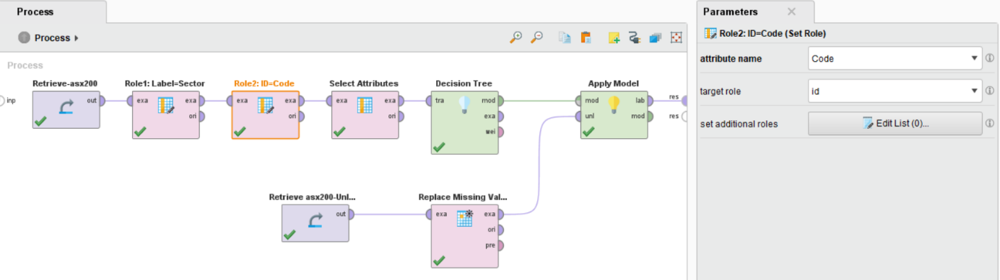 Process
Parameters
Process
Role2: ID=Code (Set Role)
attribute name
Code
target role
id
set additional roles
Edit List (0)...
Process
inp
Retrieve-asx200
out
Role1: Label=Sector
exa exa
ori
Role2: ID=Code
exa exa
ori
Select Attributes
exa exa
ori
Decision Tree
tra mod
exa
wei
Apply Model
mod lab
unl mod
res
res
Retrieve asx200-Unl...
out
Replace Missing Val...
exa exa
ori
pre